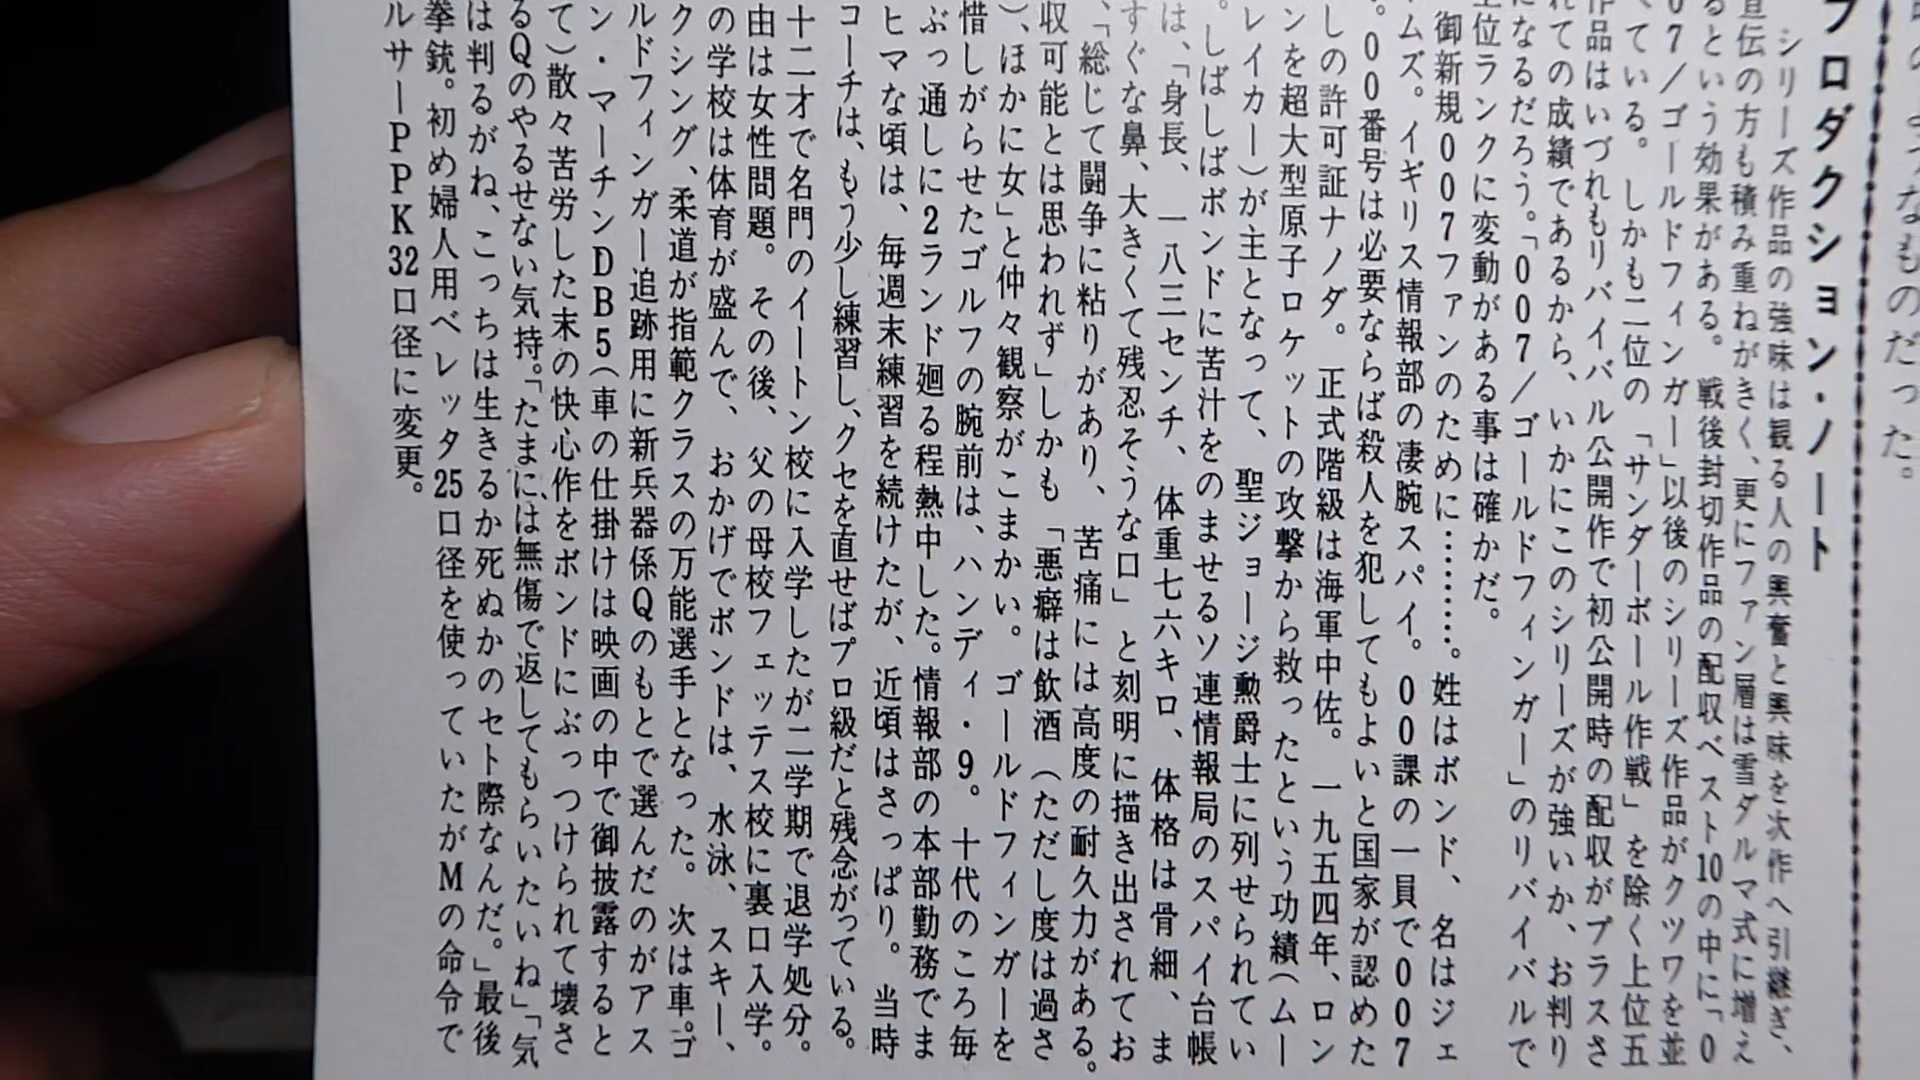 由のようなものだった。
プロダクション・ノート
シリーズ作品の強味は観る人の興奮と興味を次作へ引継ぎ、
宣伝の方も積み重ねがきく、更にファン層は雪ダルマ式に増え
るという効果がある。戦後封切作品の配収ベスト10の中に「0
07/ゴールドフィンガー」以後のシリーズ作品がクツワを並
べている。しかも二位の「サンダーボール作戦」を除く上位五
作品はいづれもリバイバル公開作で初公開時の配収がプラスさ
れての成績であるから、いかにこのシリーズが強いか、お判り
になるだろう。「007/ゴールドフィンガー」のリバイバルで
上位ランクに変動がある事は確かだ。
御新規007ファンのために………。姓はボンド、名はジェ
イムズ。イギリス情報部の凄腕スパイ。00課の一員で007
。00番号は必要ならば殺人を犯してもよいと国家が認めた
しの許可証ナノダ。正式階級は海軍中佐。一九五四年、ロン
ンを超大型原子ロケットの攻撃から救ったという功績(ムー
レイカー)が主となって、聖ジョージ勲爵士に列せられてい
。しばしばボンドに苦汁をのませるソ連情報局のスパイ台帳
は、「身長、一八三センチ、体重七六キロ、体格は骨細、ま
すぐな鼻、大きくて残忍そうな口」と刻明に描き出されてお
、「総じて闘争に粘りがあり、苦痛には高度の耐久力がある。
収可能とは思われず」しかも「悪癖は飲酒(ただし度は過さ
)、ほかに女」と仲々観察がこまかい。ゴールドフィンガーを
惜しがらせたゴルフの腕前は、ハンディ・9。十代のころ毎
ぶっ通しに2ランド廻る程熱中した。情報部の本部勤務でま
ヒマな頃は、毎週末練習を続けたが、近頃はさっぱり。当時
コーチは、もう少し練習し、クセを直せばプロ級だと残念がっている。
十二才で名門のイートン校に入学したが二学期で退学処分。
由は女性問題。その後、父の母校フェッテス校に裏口入学。
の学校は体育が盛んで、おかげでボンドは、水泳、スキー、
クシング、柔道が指範クラスの万能選手となった。次は車。ゴ
ルドフィンガー追跡用に新兵器係Qのもとで選んだのがアス
ン・マーチンDB5(車の仕掛けは映画の中で御披露すると
て)散々苦労した末の快心作をボンドにぶっつけられて壊さ
るQのやるせない気持。「たまには無傷で返してもらいたいね」「気
は判るがね、こっちは生きるか死ぬかのセト際なんだ。」最後
拳銃。初め婦人用ベレッタ25口径を使っていたがMの命令で
ルサーPPK32口径に変更。